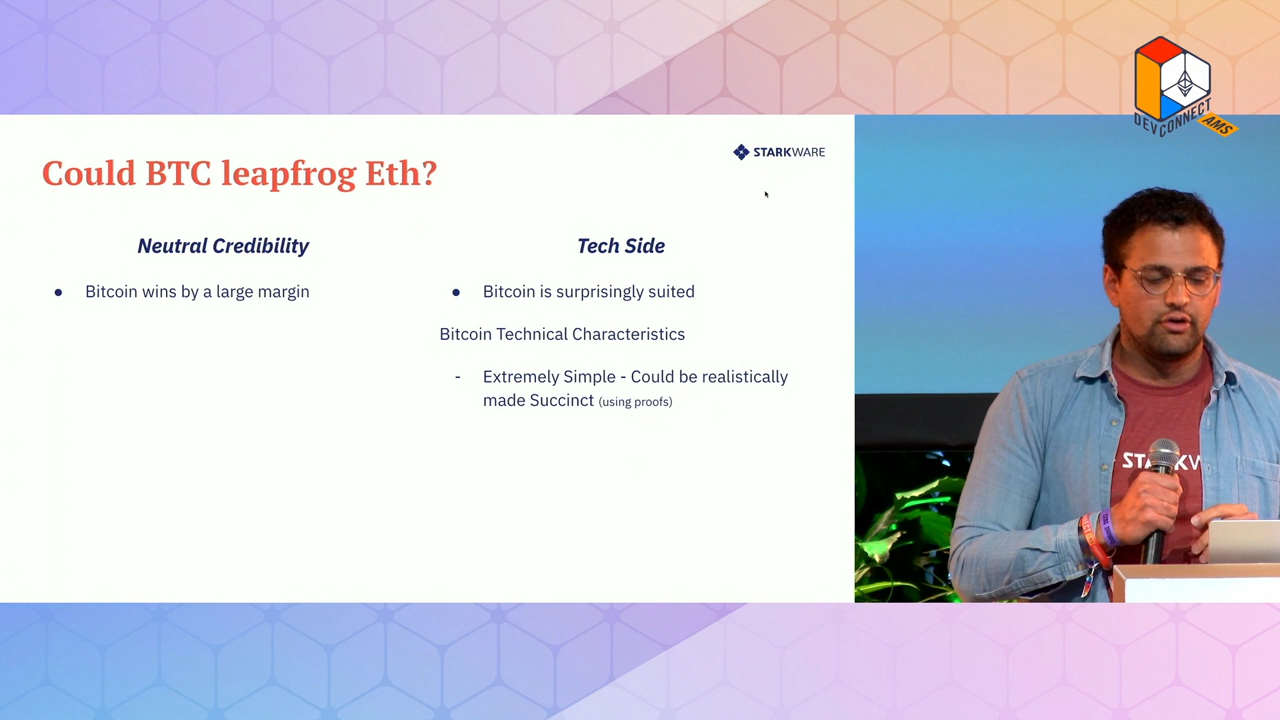 DEVCONNECT
AMS
STARKWARE
Could BTC leapfrog Eth?
Neutral Credibility
● Bitcoin wins by a large margin
Tech Side
● Bitcoin is surprisingly suited
Bitcoin Technical Characteristics
- Extremely Simple - Could be realistically
made Succinct (using proofs)
STARKW